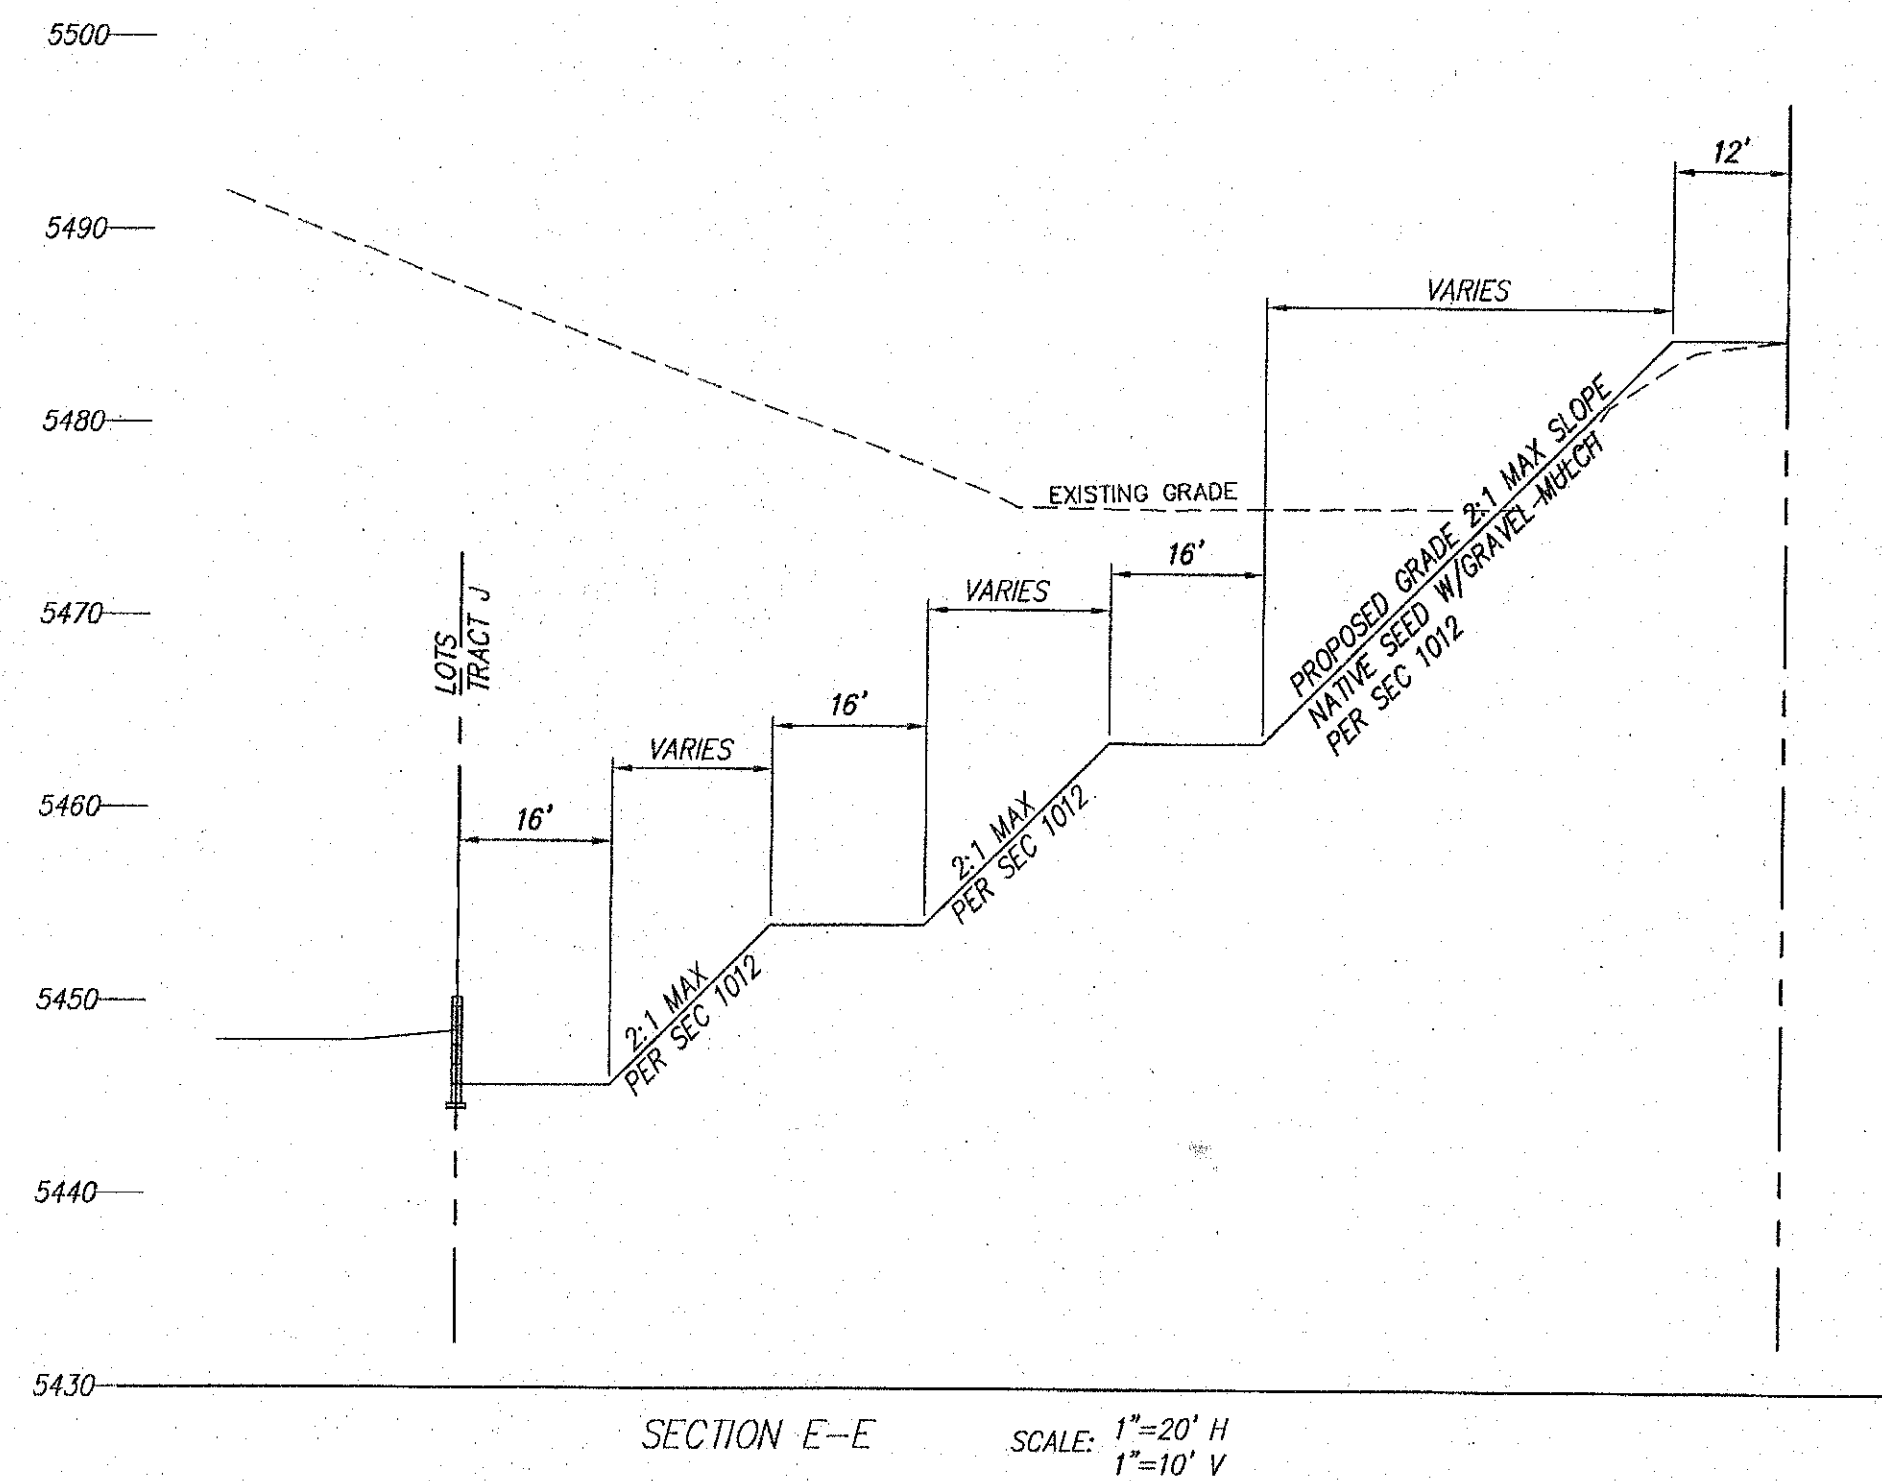 5500
12'
5490
VARIES
5480
EXISTING GRADE
PROPOSED GRADE 2:1 MAX SLOPE
NATIVE SEED W/GRAVEL MULCH
PER SEC 1012
16'
VARIES
5470
LOTS
TRACT J
16'
VARIES
5460
16'
2:1 MAX
PER SEC 1012
2:1 MAX
PER SEC 1012
5450
5440
5430
SECTION E-E
SCALE: 1"=20' H
1"=10' V